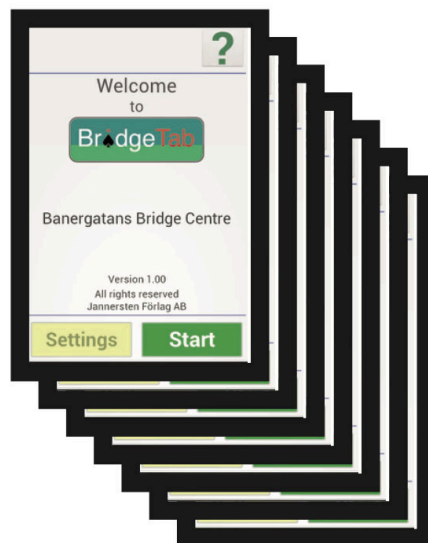 ?
Welcome
to
BridgeTab
Banergatans Bridge Centre
Version 1.00
All rights reserved
Jannersten Förlag AB
Settings
Start